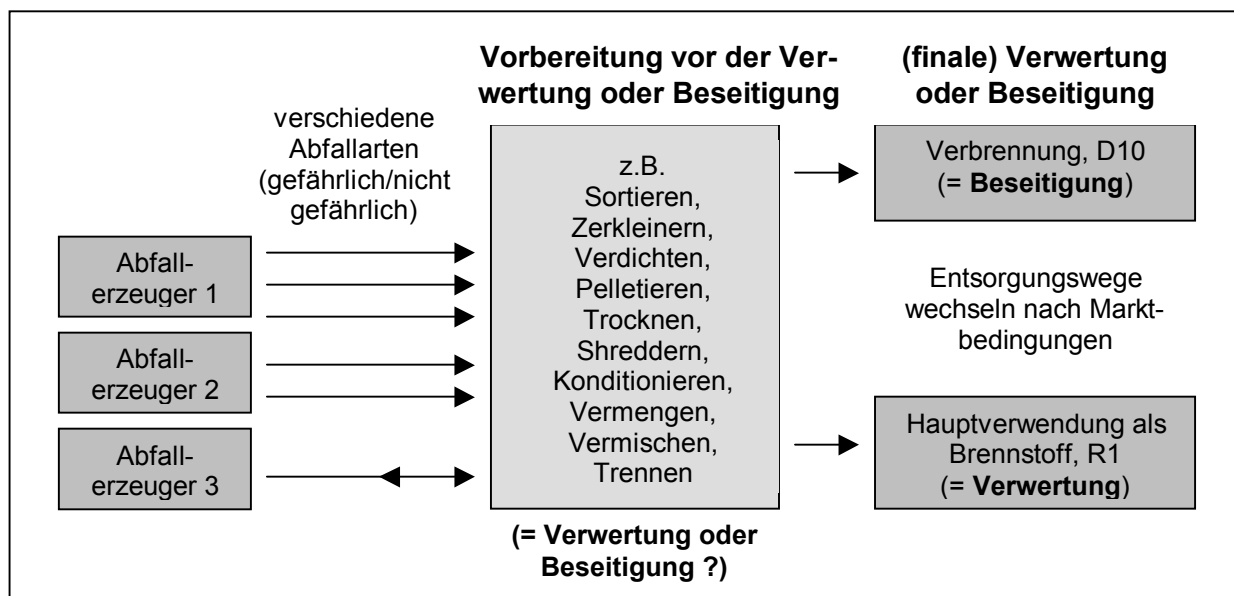 Vorbereitung vor der Ver-
wertung oder Beseitigung
(finale) Verwertung
oder Beseitigung
verschiedene
Abfallarten
(gefährlich/nicht
gefährlich)
Abfall-
erzeuger 1
Abfall-
erzeuger 2
Abfall-
erzeuger 3
z.B.
Sortieren,
Zerkleinern,
Verdichten,
Pelletieren,
Trocknen,
Shreddern,
Konditionieren,
Vermengen,
Vermischen,
Trennen
(= Verwertung oder
Beseitigung ?)
Verbrennung, D10
(= Beseitigung)
Entsorgungswege
wechseln nach Markt-
bedingungen
Hauptverwendung als
Brennstoff, R1
(= Verwertung)